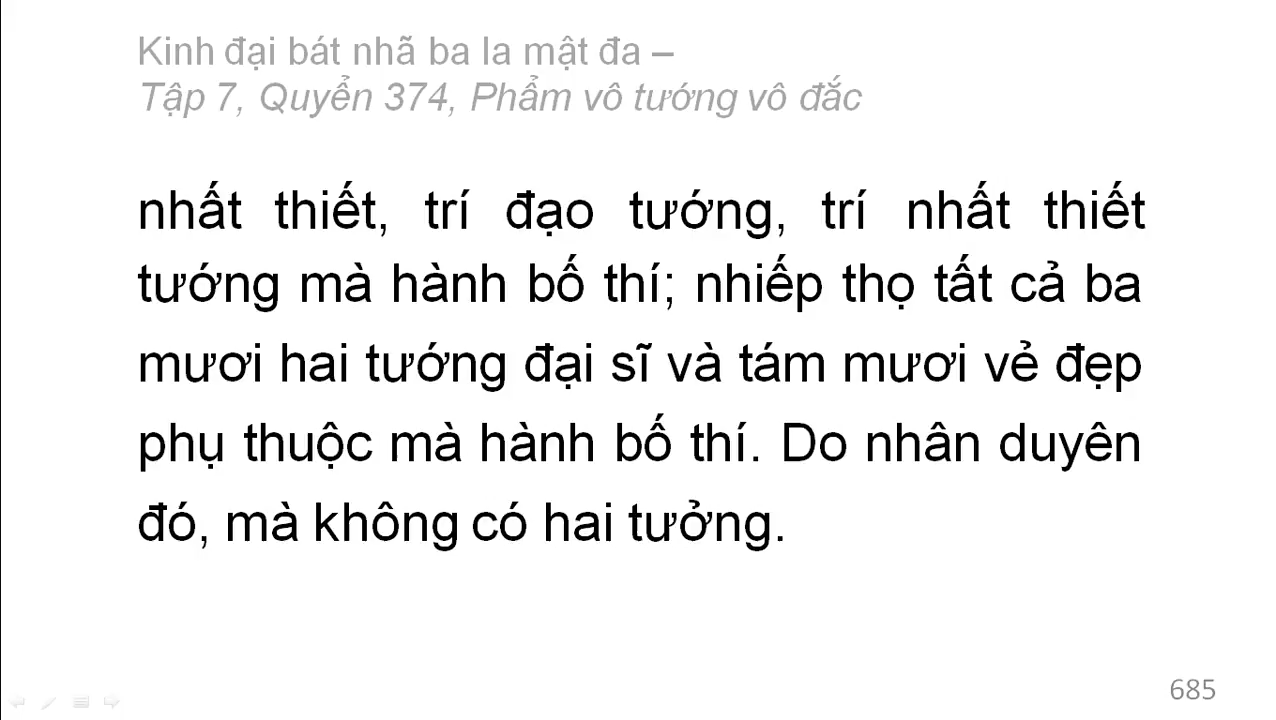 Kinh đại bát nhã ba la mật đa –
Tập 7, Quyển 374, Phẩm vô tướng vô đắc
nhất thiết, trí đạo tướng, trí nhất thiết
tướng mà hành bố thí; nhiếp thọ tất cả ba
mươi hai tướng đại sĩ và tám mươi vẻ đẹp
phụ thuộc mà hành bố thí. Do nhân duyên
đó, mà không có hai tưởng.
685